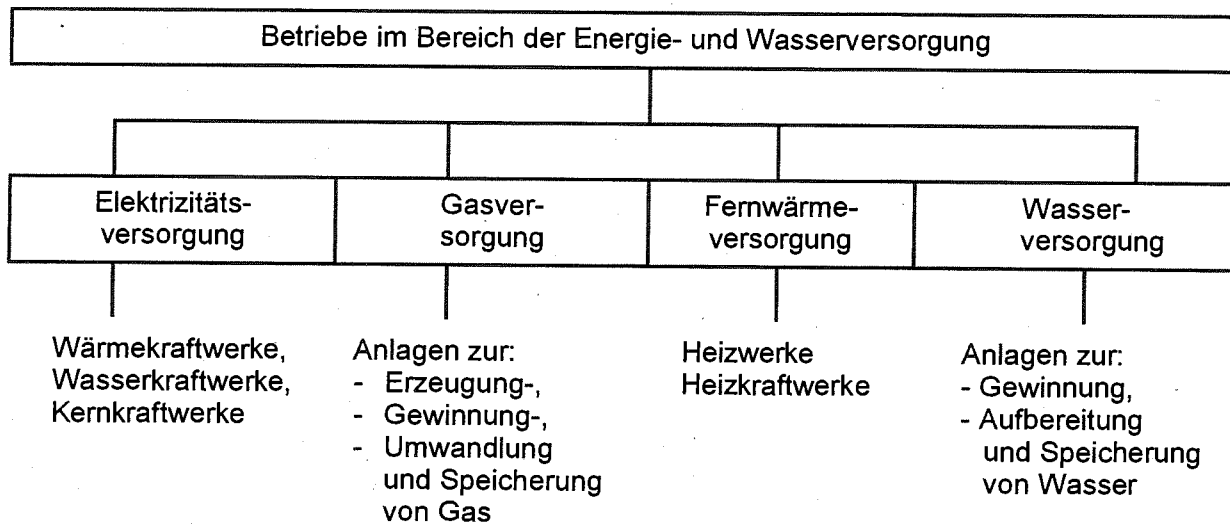 Betriebe im Bereich der Energie- und Wasserversorgung
Elektrizitäts-
versorgung
Gasver-
sorgung
Fernwärme-
versorgung
Wasser-
versorgung
Wärmekraftwerke,
Wasserkraftwerke,
Kernkraftwerke
Anlagen zur:
- Erzeugung-,
- Gewinnung-,
- Umwandlung
und Speicherung
von Gas
Heizwerke
Heizkraftwerke
Anlagen zur:
- Gewinnung,
- Aufbereitung
und Speicherung
von Wasser